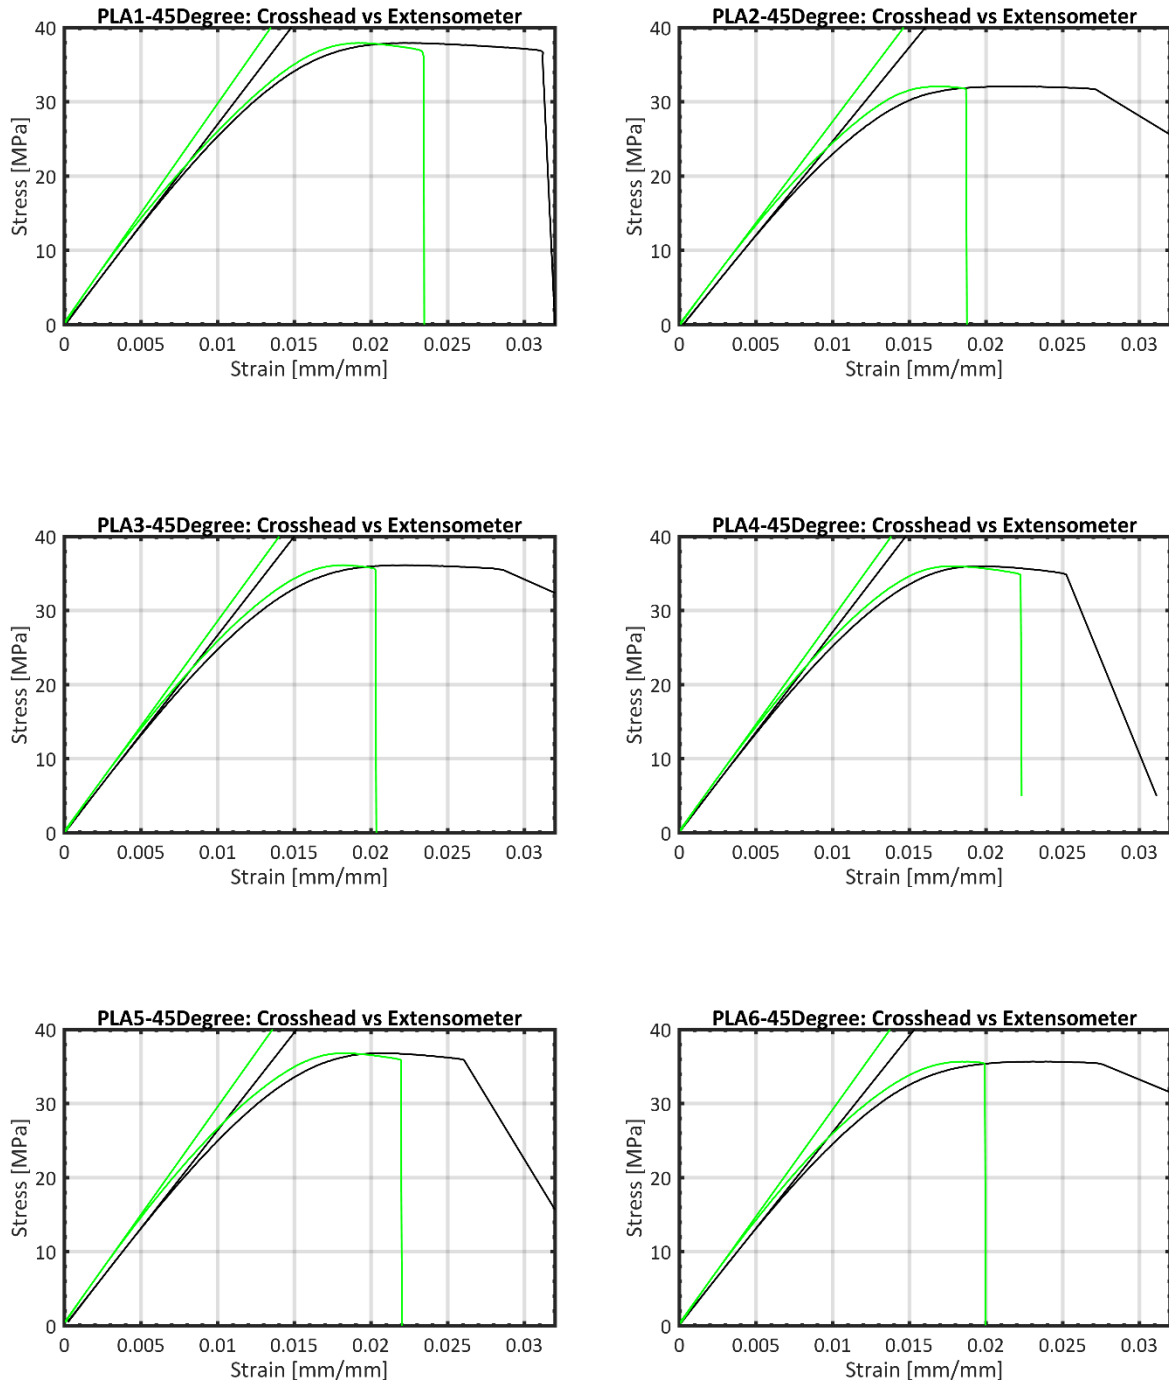 PLA1-45Degree: Crosshead vs Extensometer
40
30
20
10
0
Stress [MPa]
0 0.005 0.01 0.015 0.02 0.025 0.03
Strain [mm/mm]
PLA2-45Degree: Crosshead vs Extensometer
40
30
20
10
0
Stress [MPa]
0 0.005 0.01 0.015 0.02 0.025 0.03
Strain [mm/mm]
PLA3-45Degree: Crosshead vs Extensometer
40
30
20
10
0
Stress [MPa]
0 0.005 0.01 0.015 0.02 0.025 0.03
Strain [mm/mm]
PLA4-45Degree: Crosshead vs Extensometer
40
30
20
10
0
Stress [MPa]
0 0.005 0.01 0.015 0.02 0.025 0.03
Strain [mm/mm]
PLA5-45Degree: Crosshead vs Extensometer
40
30
20
10
0
Stress [MPa]
0 0.005 0.01 0.015 0.02 0.025 0.03
Strain [mm/mm]
PLA6-45Degree: Crosshead vs Extensometer
40
30
20
10
0
Stress [MPa]
0 0.005 0.01 0.015 0.02 0.025 0.03
Strain [mm/mm]